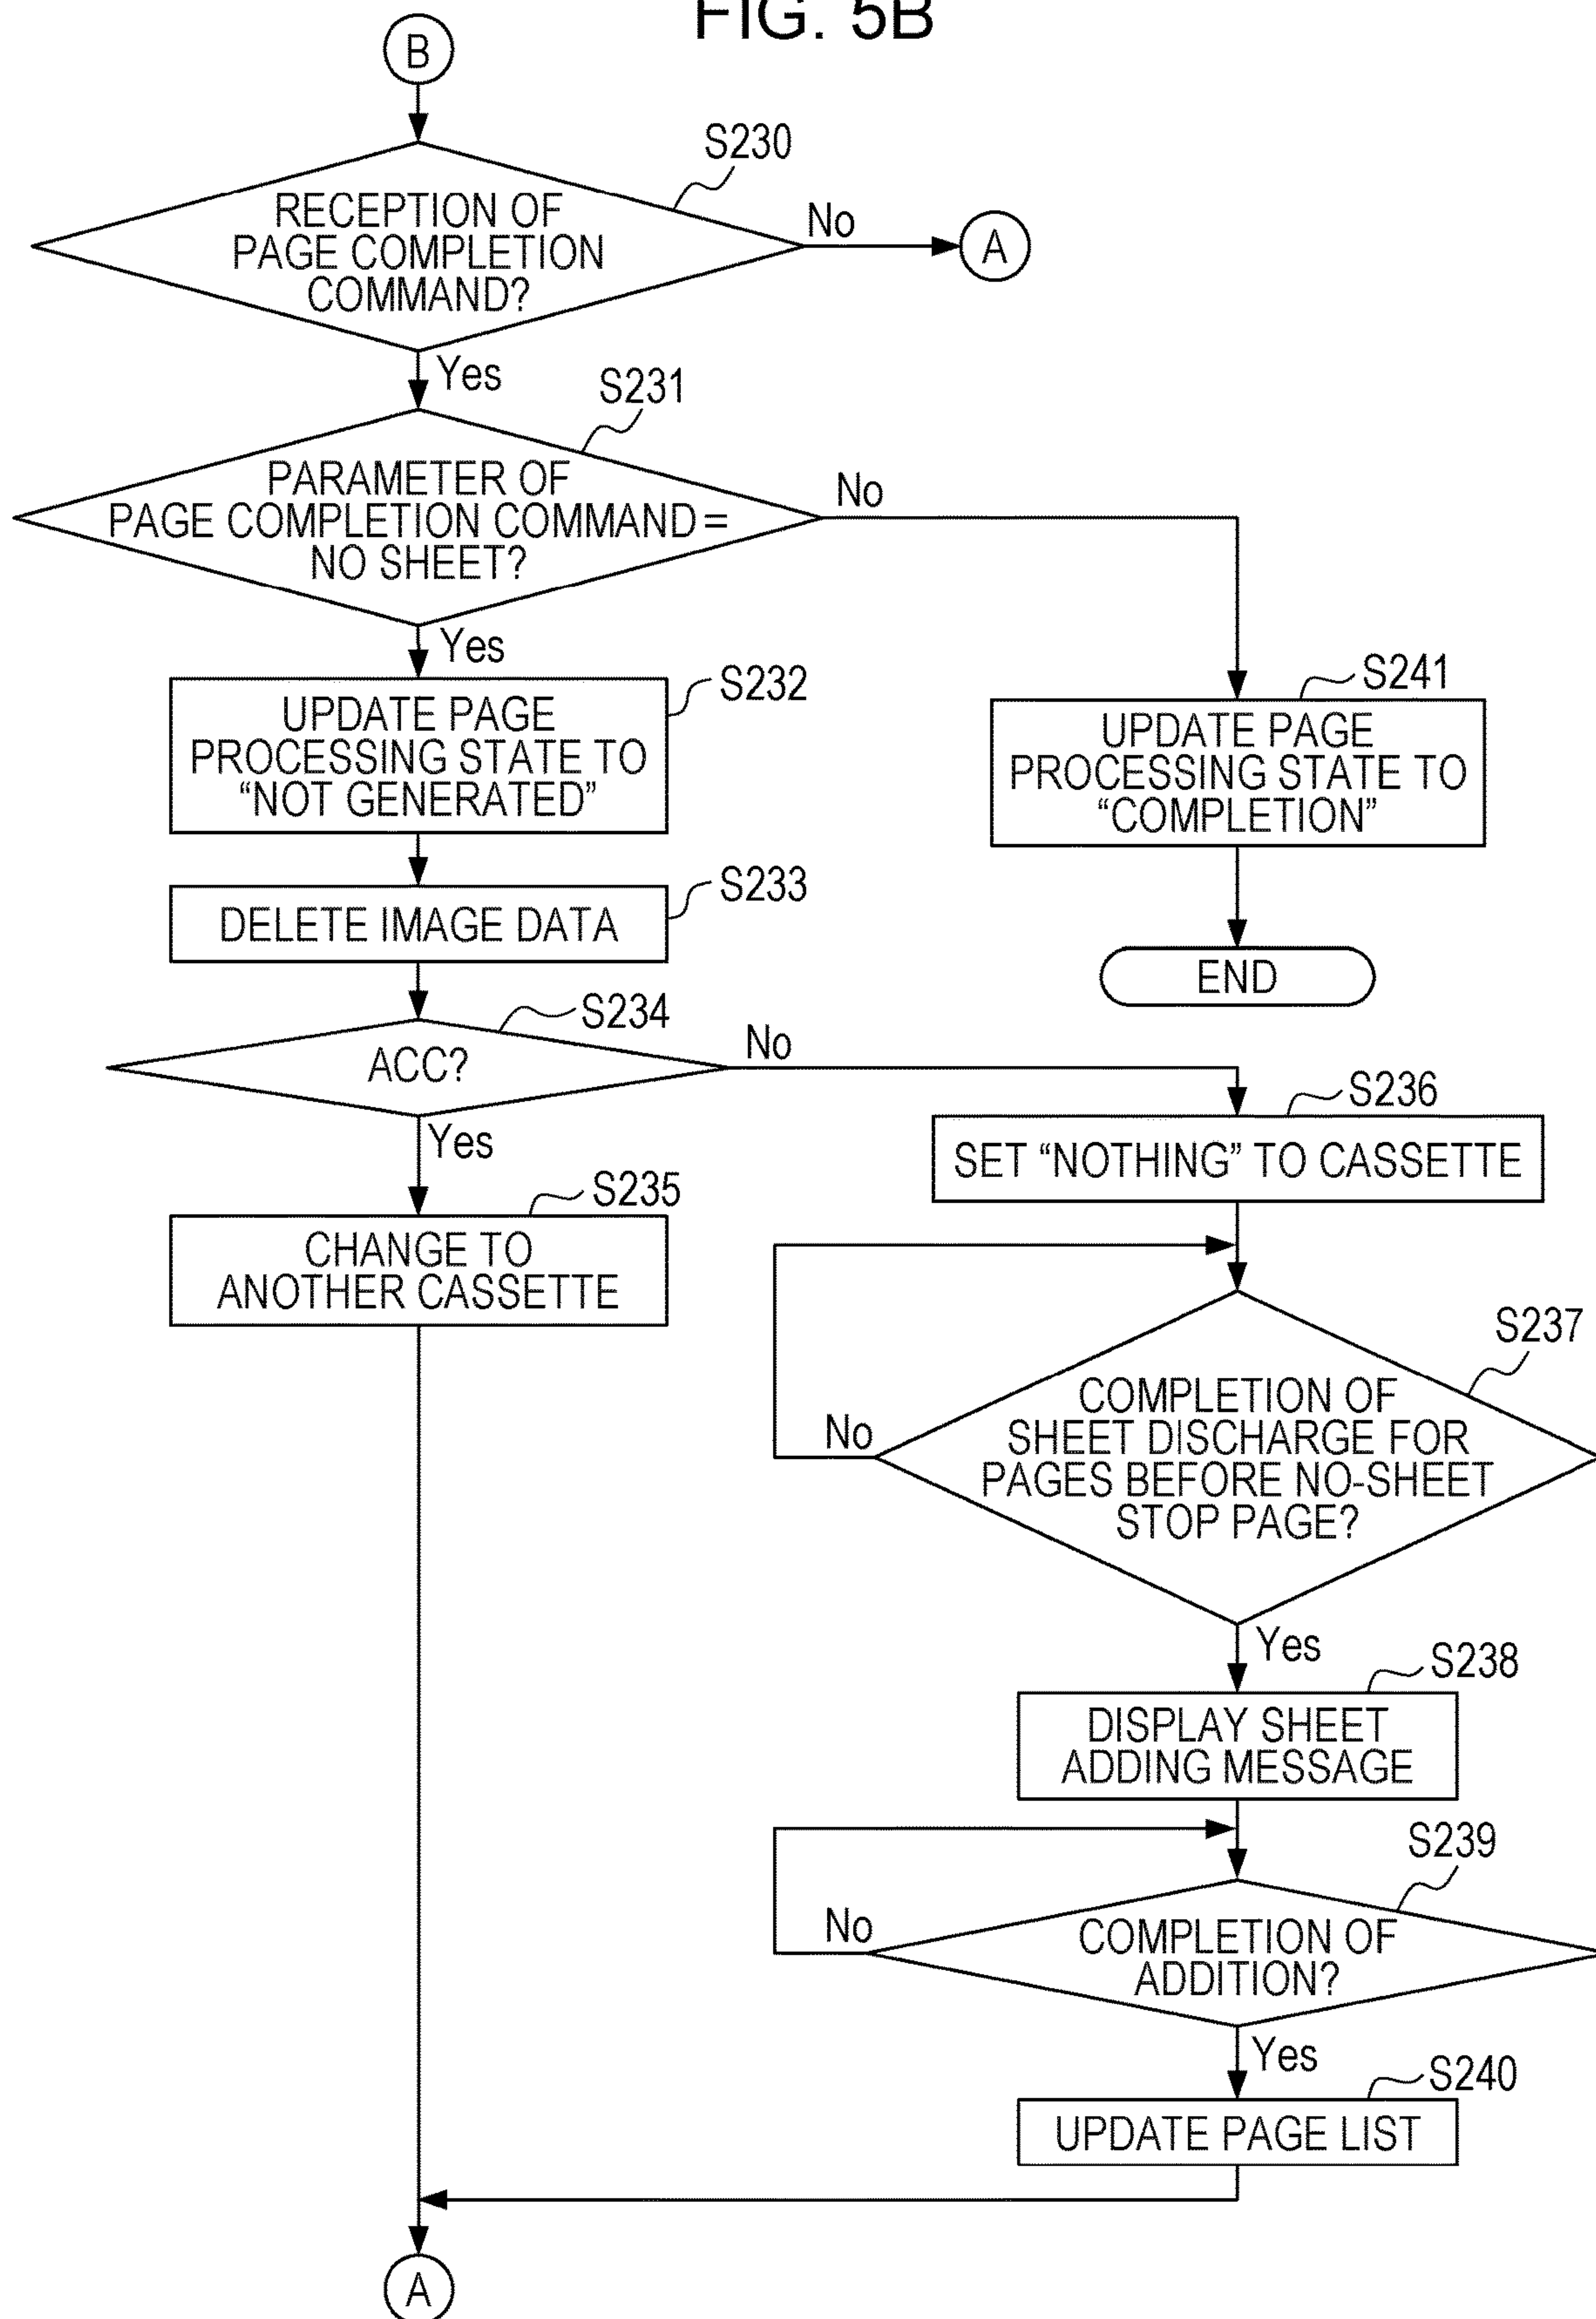 FIG. 5B
B
S230
RECEPTION OF
PAGE COMPLETION
COMMAND?
No
A
Yes
S231
PARAMETER OF
PAGE COMPLETION COMMAND =
NO SHEET?
No
Yes
S232
UPDATE PAGE
PROCESSING STATE TO
“NOT GENERATED”
S241
UPDATE PAGE
PROCESSING STATE TO
“COMPLETION”
S233
DELETE IMAGE DATA
END
S234
ACC?
No
Yes
S236
SET “NOTHING” TO CASSETTE
S235
CHANGE TO
ANOTHER CASSETTE
S237
COMPLETION OF
SHEET DISCHARGE FOR
PAGES BEFORE NO-SHEET
STOP PAGE?
No
Yes
S238
DISPLAY SHEET
ADDING MESSAGE
S239
COMPLETION OF
ADDITION?
No
Yes
S240
UPDATE PAGE LIST
A